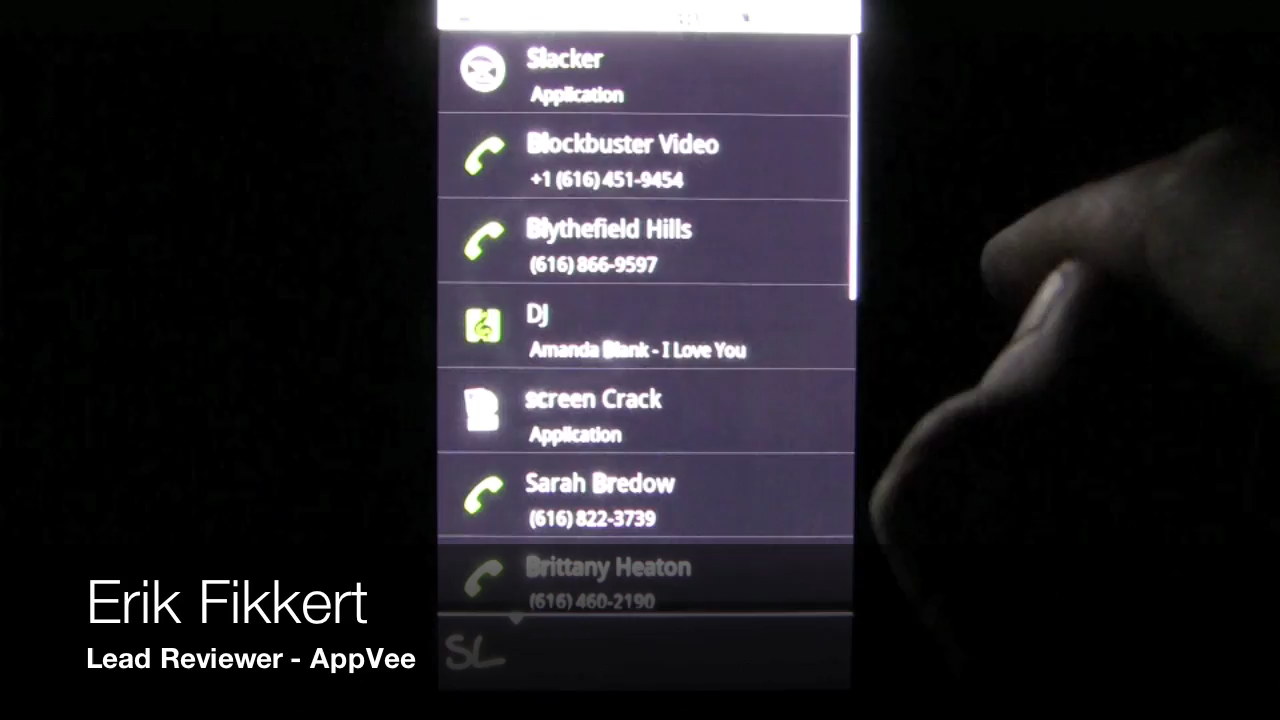 Slacker
Application
Blockbuster Video
+1 (616) 451-9454
Blythefield Hills
(616) 866-9597
DJ
Amanda Blank - I Love You
screen Crack
Application
Sarah Bredow
(616) 822-3739
Brittany Heaton
(616) 460-2190
SL
Erik Fikkert
Lead Reviewer - AppVee